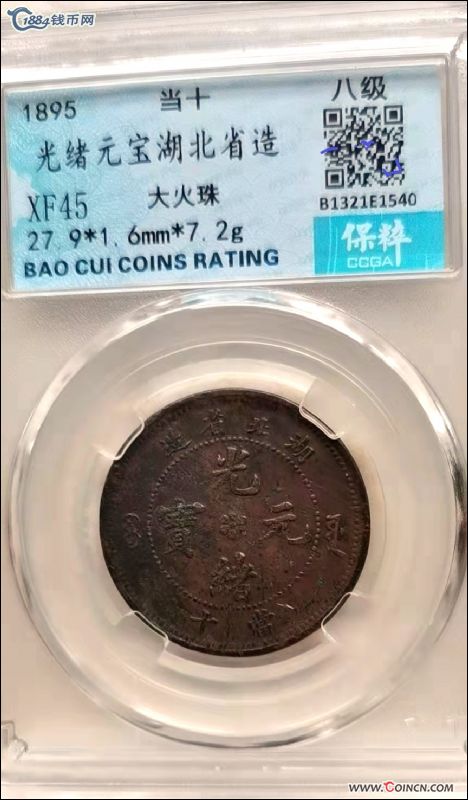 1884钱币网
1895 当十 八级
光绪元宝湖北省造
XF45 大火珠
B1321E1540
27.9*1.6mm*7.2g
保粹
BAO CUI COINS RATING
CCGA
造省北湖
光
寶 元
緒
十當
www.COINCN.com